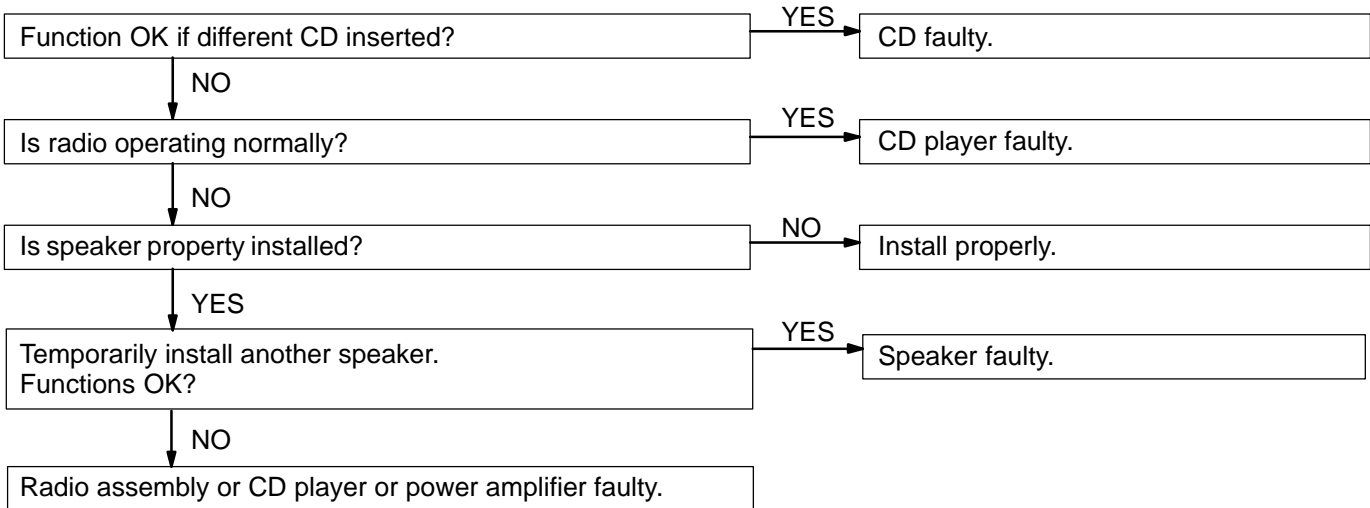 Function OK if different CD inserted?
YES
CD faulty.
NO
Is radio operating normally?
YES
CD player faulty.
NO
Is speaker property installed?
NO
Install properly.
YES
Temporarily install another speaker.
Functions OK?
YES
Speaker faulty.
NO
Radio assembly or CD player or power amplifier faulty.